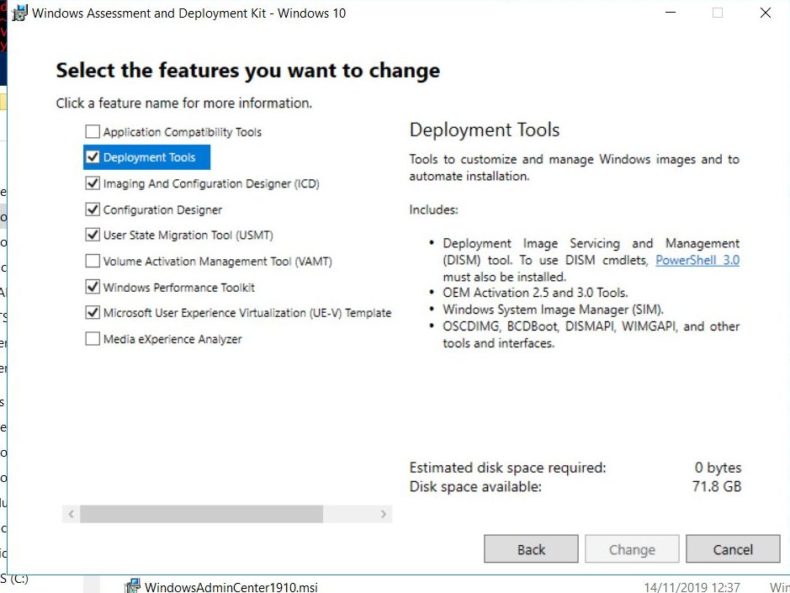 Windows Assessment and Deployment Kit - Windows 10
Select the features you want to change
Click a feature name for more information.
Application Compatibility Tools
Deployment Tools
Imaging And Configuration Designer (ICD)
Configuration Designer
User State Migration Tool (USMT)
Volume Activation Management Tool (VAMT)
Windows Performance Toolkit
Microsoft User Experience Virtualization (UE-V) Template
Media eXperience Analyzer
Deployment Tools
Tools to customize and manage Windows images and to
automate installation.
Includes:
• Deployment Image Servicing and Management
(DISM) tool. To use DISM cmdlets, PowerShell 3.0
must also be installed.
• OEM Activation 2.5 and 3.0 Tools.
• Windows System Image Manager (SIM).
• OSCDIMG, BCDBoot, DISMAPI, WIMGAPI, and other
tools and interfaces.
Estimated disk space required: 0 bytes
Disk space available: 71.8 GB
Back Change Cancel
S (C:)
WindowsAdminCenter1910.msi 14/11/2019 12:37 Win